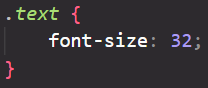 .text {
    font-size: 32;
}